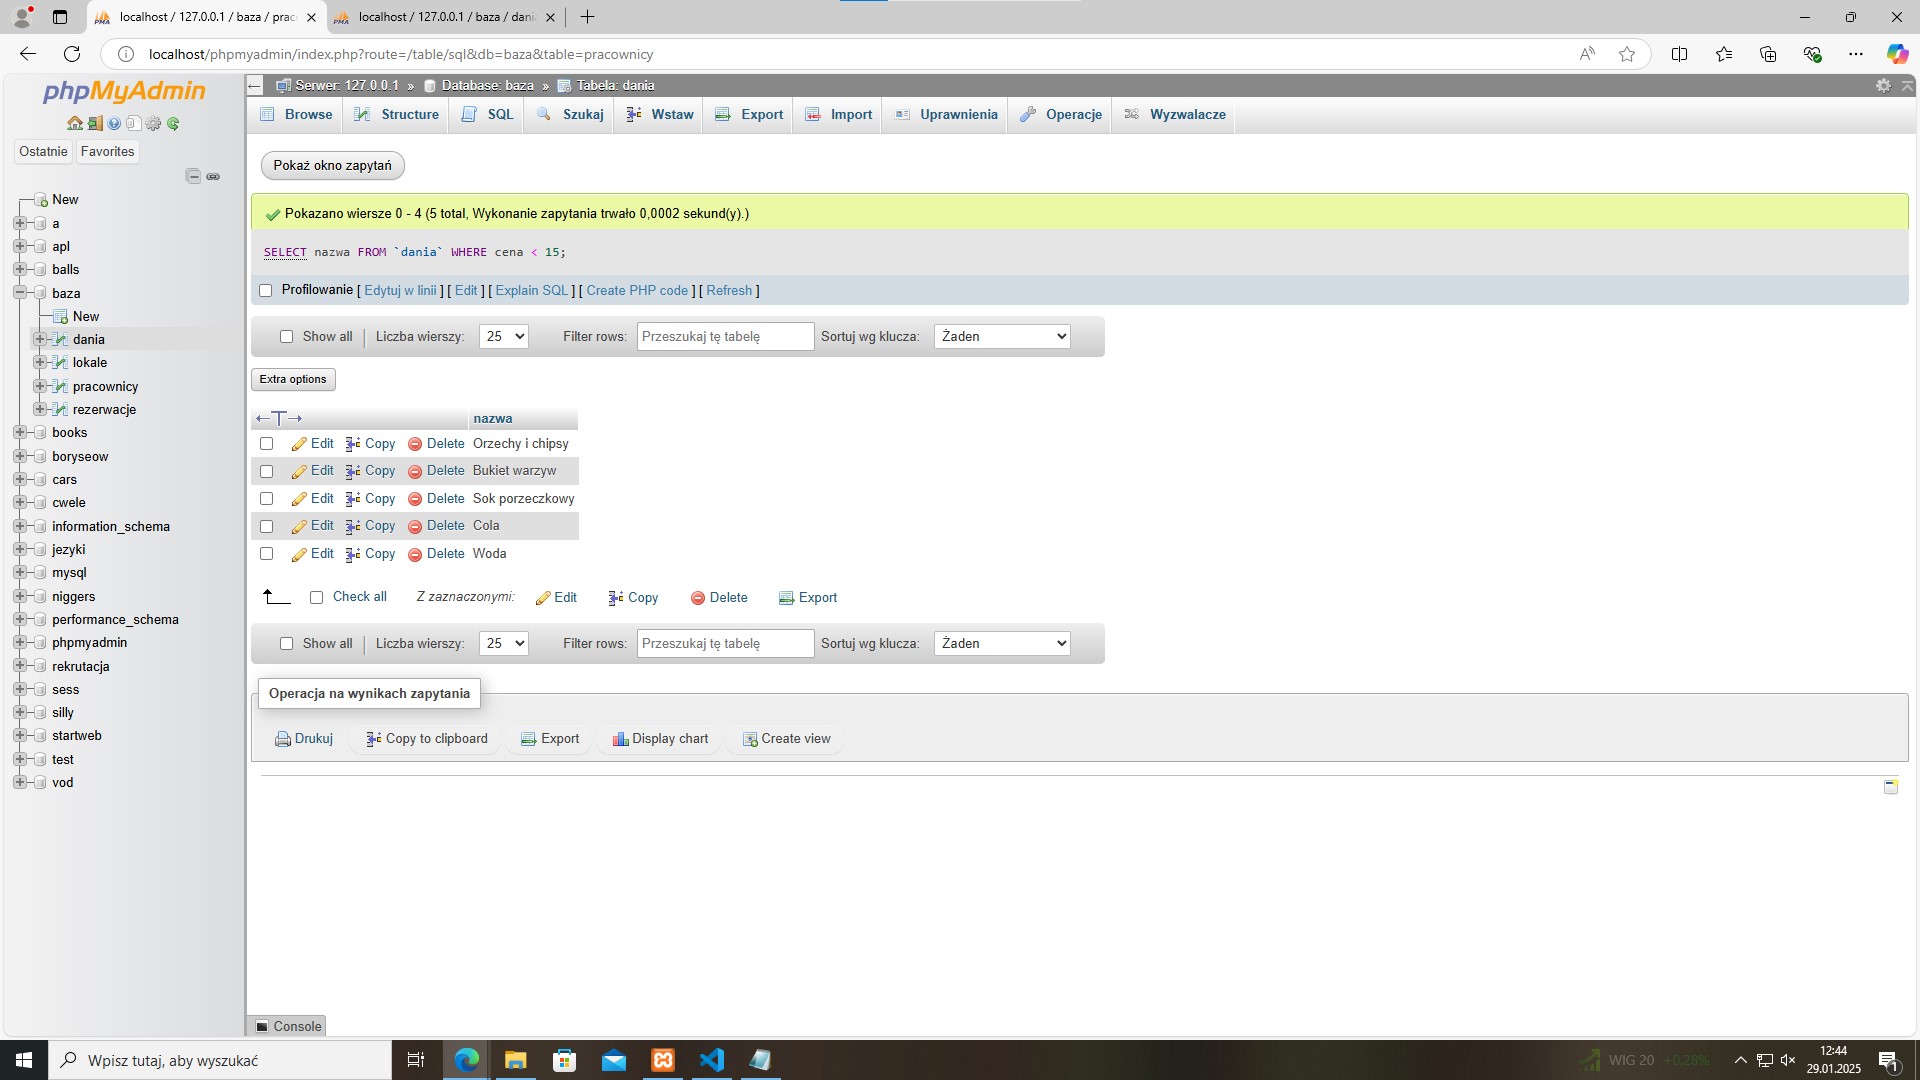 localhost / 127.0.0.1 / baza / prac
localhost / 127.0.0.1 / baza / dani
localhost/phpmyadmin/index.php?route=/table/sql&db=baza&table=pracownicy
phpMyAdmin
Ostatnie Favorites
New
a
apl
balls
baza
New
dania
lokale
pracownicy
rezerwacje
books
boryseow
cars
cwele
information_schema
jezyki
mysql
niggers
performance_schema
phpmyadmin
rekrutacja
sess
silly
startweb
test
vod
Serwer: 127.0.0.1 » Database: baza » Tabela: dania
Browse Structure SQL Szukaj Wstaw Export Import Uprawnienia Operacje Wyzwalacze
Pokaż okno zapytań
Pokazano wiersze 0 - 4 (5 total, Wykonanie zapytania trwało 0,0002 sekund(y).)
SELECT nazwa FROM `dania` WHERE cena < 15;
Profilowanie [ Edytuj w linii ] [ Edit ] [ Explain SQL ] [ Create PHP code ] [ Refresh ]
Show all | Liczba wierszy: 25 Filter rows: Przeszukaj tę tabelę Sortuj wg klucza: Żaden
Extra options
←T→ nazwa
Edit Copy Delete Orzechy i chipsy
Edit Copy Delete Bukiet warzyw
Edit Copy Delete Sok porzeczkowy
Edit Copy Delete Cola
Edit Copy Delete Woda
Check all Z zaznaczonymi: Edit Copy Delete Export
Show all | Liczba wierszy: 25 Filter rows: Przeszukaj tę tabelę Sortuj wg klucza: Żaden
Operacja na wynikach zapytania
Drukuj Copy to clipboard Export Display chart Create view
Console
Wpisz tutaj, aby wyszukać
WIG 20 +0,28%
12:44
29.01.2025
1